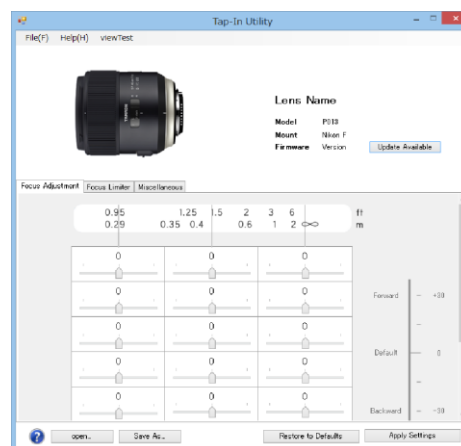 Tap-In Utility
File(F) Help(H) viewTest
Lens Name
Model P013
Mount Nikon F
Firmware Version Update Available
Focus Adjustment Focus Limiter Miscellaneous
0.95 1.25 1.5 2 3 6 ft
0.29 0.35 0.4 0.6 1 2 ∞ m
0 0 0
0 0 0
Forward +30
0 0 0
Default 0
0 0 0
0 0 0
Backward -30
? open.. Save As.. Restore to Defaults Apply Settings